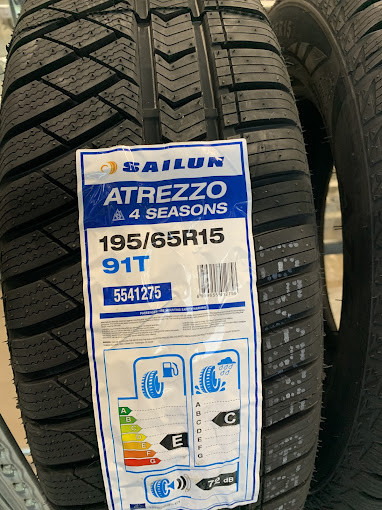 SAILUN
ATREZZO
4 SEASONS
195/65R15
91T
5541275
A
B
C
D
E
F
G
E
A
B
C
D
E
F
G
C
72 dB